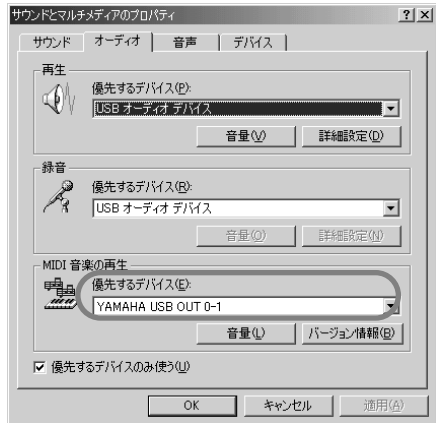 サウンドとマルチメディアのプロパティ
サウンド オーディオ 音声 デバイス
再生
優先するデバイス(P):
USB オーディオ デバイス
音量(V) 詳細設定(D)
録音
優先するデバイス(R):
USB オーディオ デバイス
音量(O) 詳細設定(N)
MIDI 音楽の再生
優先するデバイス(E):
YAMAHA USB OUT 0-1
音量(L) バージョン情報(B)
優先するデバイスのみ使う(U)
OK キャンセル 適用(A)